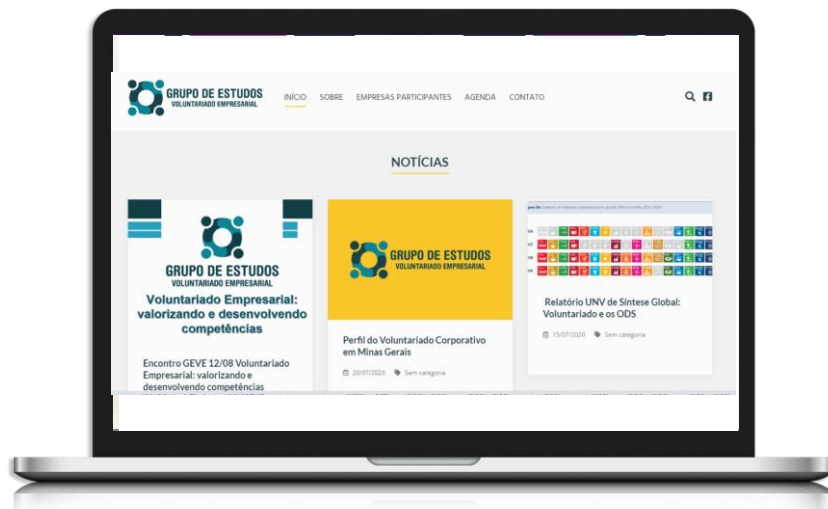 GRUPO DE ESTUDOS
VOLUNTARIADO EMPRESARIAL
INÍCIO SOBRE EMPRESAS PARTICIPANTES AGENDA CONTATO
NOTÍCIAS
GRUPO DE ESTUDOS
VOLUNTARIADO EMPRESARIAL
Voluntariado Empresarial:
valorizando e desenvolvendo
competências
Encontro GEVE 12/08 Voluntariado
Empresarial: valorizando e
desenvolvendo competências
GRUPO DE ESTUDOS
VOLUNTARIADO EMPRESARIAL
Perfil do Voluntariado Corporativo
em Minas Gerais
20/07/2020 Sem categoria
Relatório UNV de Síntese Global:
Voluntariado e os ODS
15/07/2020 Sem categoria